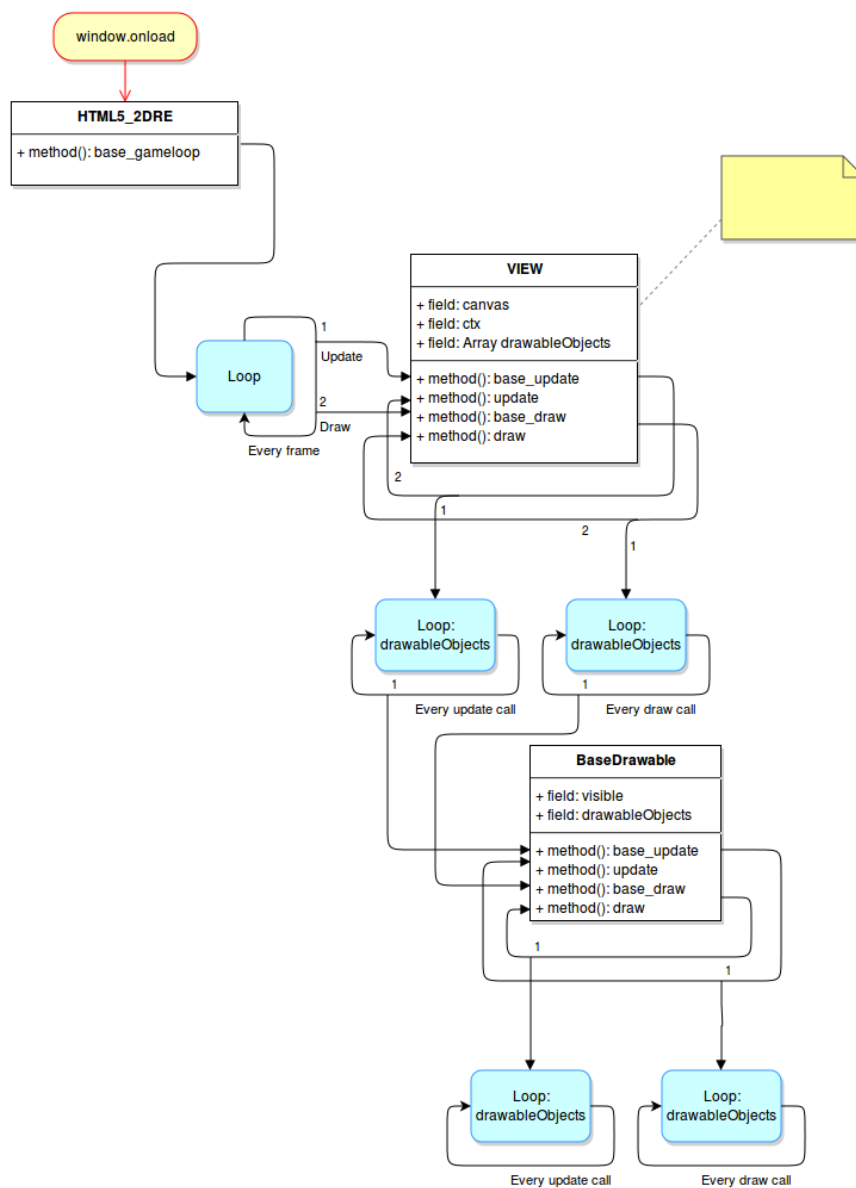 window.onload
HTML5_2DRE
+ method(): base_gameloop
VIEW
+ field: canvas
+ field: ctx
+ field: Array drawableObjects
+ method(): base_update
+ method(): update
+ method(): base_draw
+ method(): draw
Loop
1
Update
2
Draw
Every frame
2
1
2
1
Loop:
drawableObjects
Loop:
drawableObjects
1
1
Every update call
Every draw call
BaseDrawable
+ field: visible
+ field: drawableObjects
+ method(): base_update
+ method(): update
+ method(): base_draw
+ method(): draw
1
1
Loop:
drawableObjects
Loop:
drawableObjects
Every update call
Every draw call